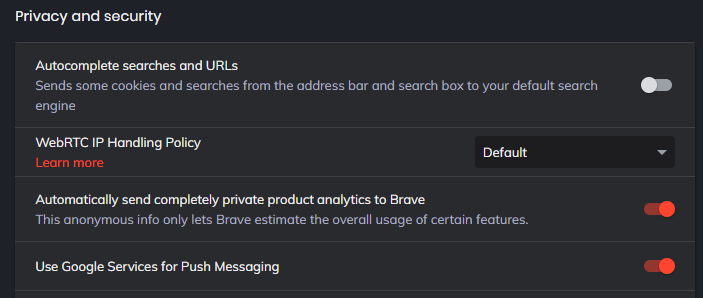 Privacy and security
Autocomplete searches and URLs
Sends some cookies and searches from the address bar and search box to your default search
engine
WebRTC IP Handling Policy
Default
Learn more
Automatically send completely private product analytics to Brave
This anonymous info only lets Brave estimate the overall usage of certain features.
Use Google Services for Push Messaging